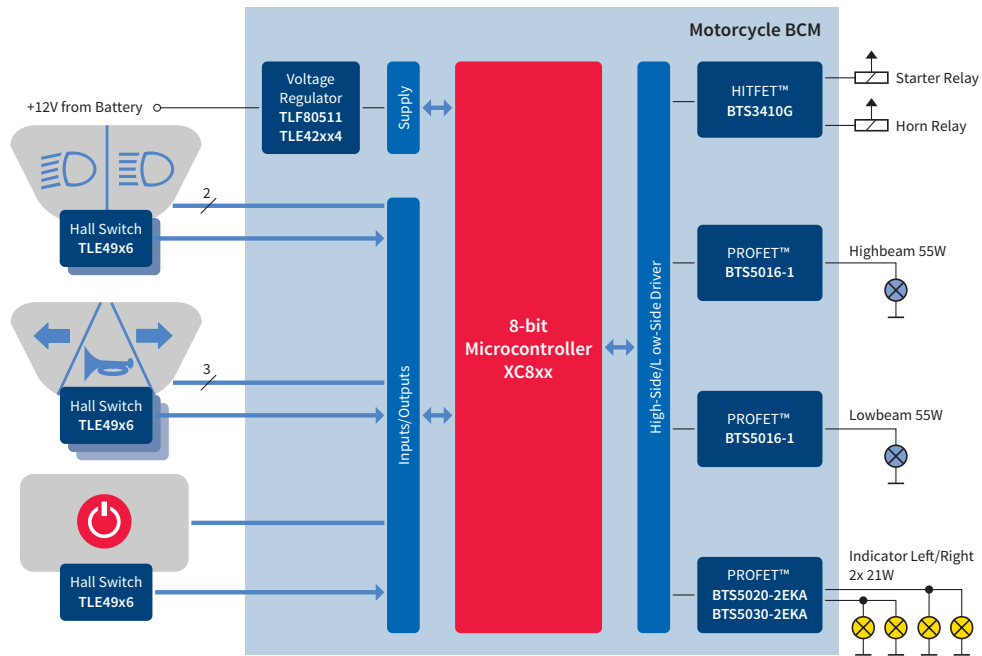 Motorcycle BCM
+12V from Battery
Voltage
Regulator
TLF80511
TLE42xx4
Supply
2
Hall Switch
TLE49x6
3
Hall Switch
TLE49x6
Hall Switch
TLE49x6
Inputs/Outputs
8-bit
Microcontroller
XC8xx
High-Side/Low-Side Driver
HITFET™
BTS3410G
Starter Relay
Horn Relay
PROFET™
BTS5016-1
Highbeam 55W
PROFET™
BTS5016-1
Lowbeam 55W
PROFET™
BTS5020-2EKA
BTS5030-2EKA
Indicator Left/Right
2x 21W